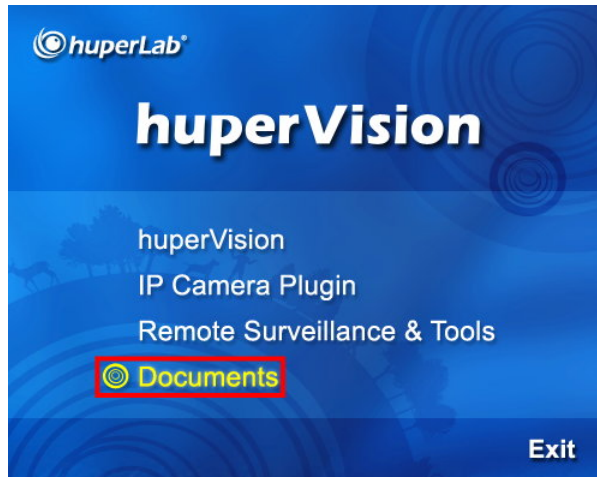 huperLab®
huperVision
huperVision
IP Camera Plugin
Remote Surveillance & Tools
Documents
Exit